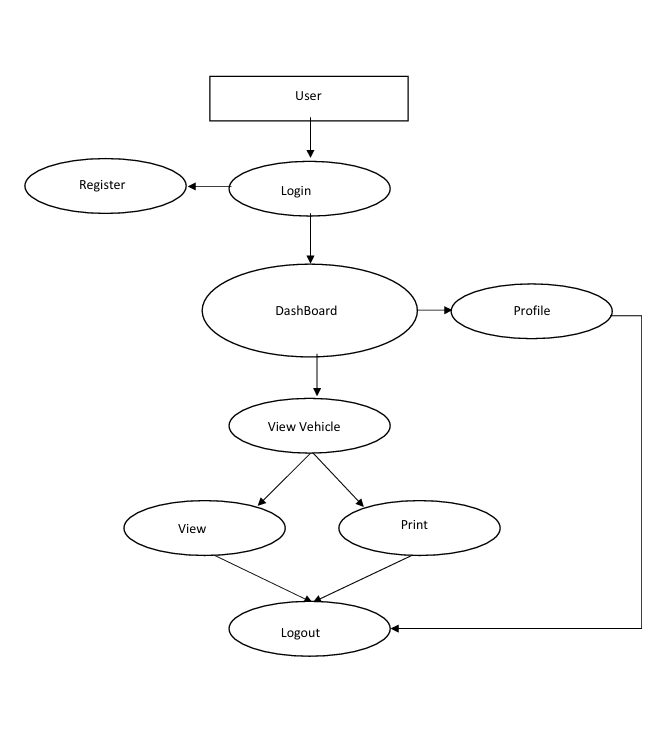 User
Register
Login
DashBoard
Profile
View Vehicle
View
Print
Logout